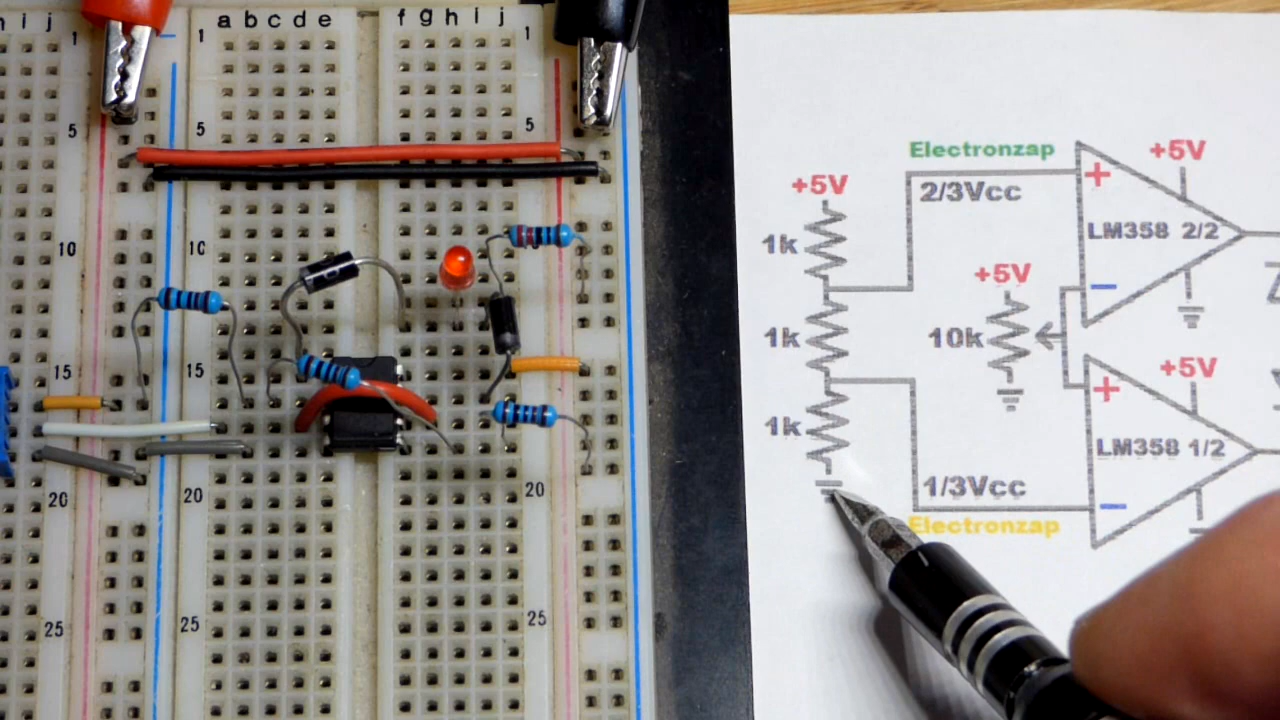 h i j
a b c d e
f g h i j
1
1
1
5
5
5
10
10
15
15
20
20
20
25
25
25
Electronzap
+5V
+5V
+
2/3Vcc
1k
LM358 2/2
+5V
−
1k
10k
+5V
+
1k
LM358 1/2
1/3Vcc
−
Electronzap